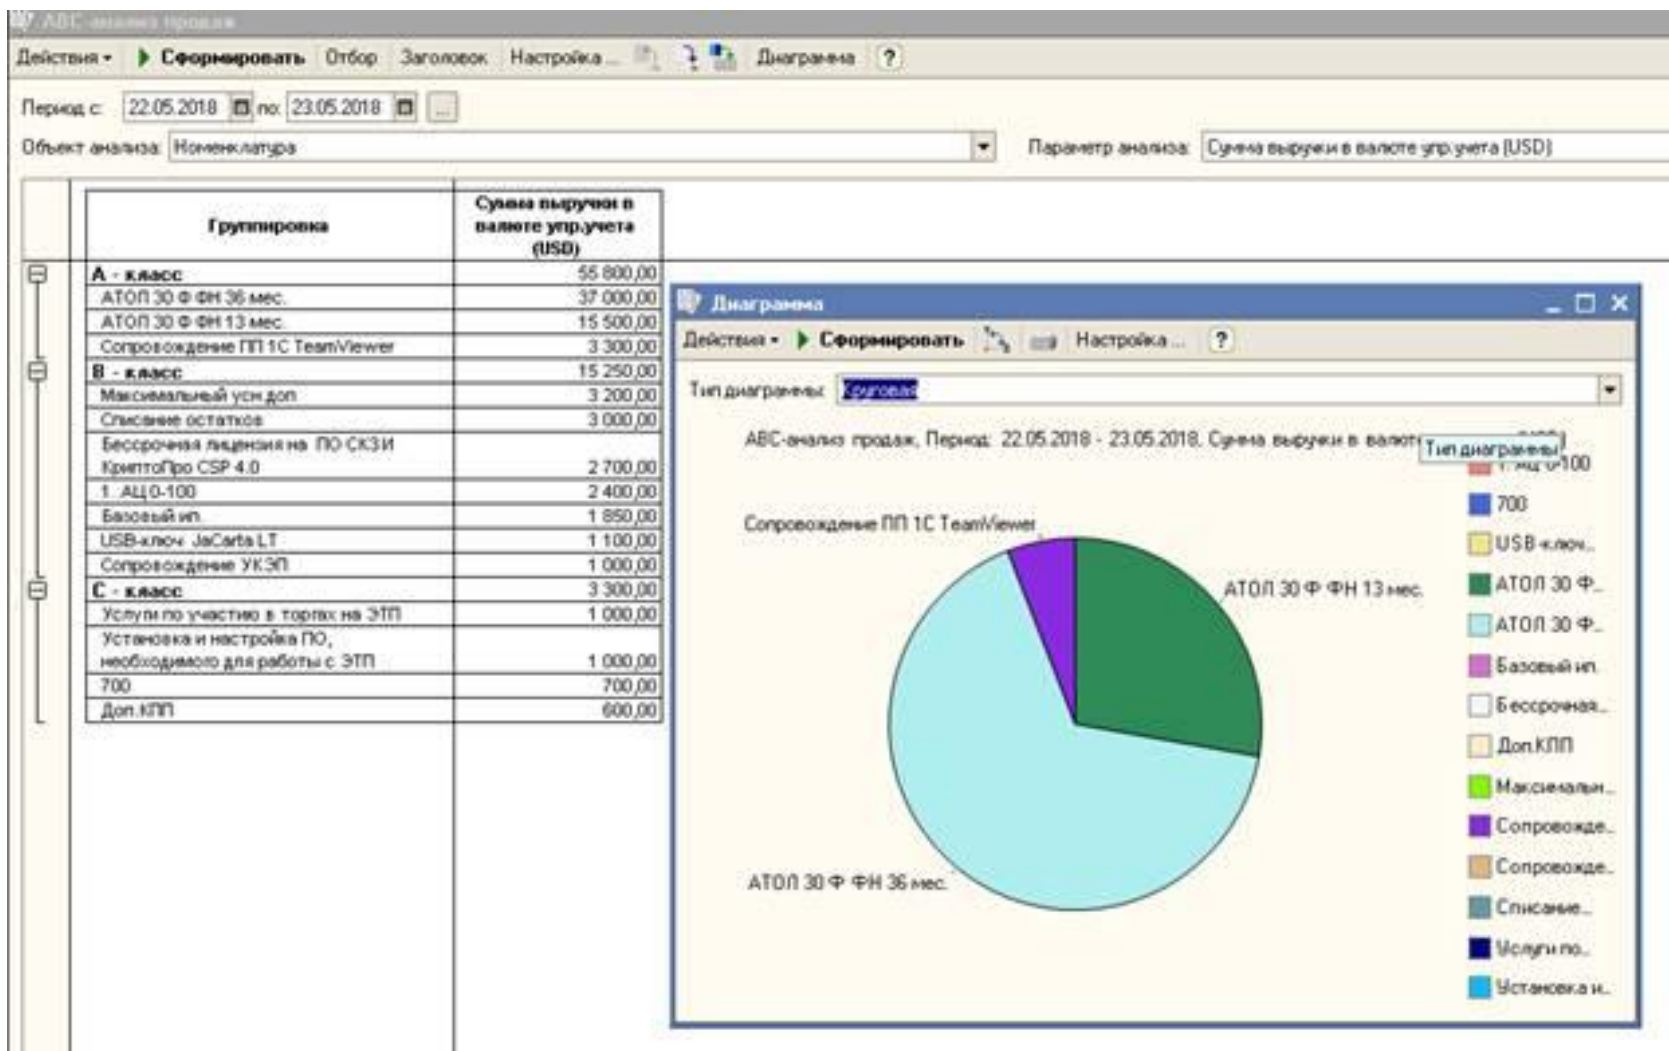 ABC-анализ продаж
Действия Сформировать Отбор Заголовок Настройка ... Диаграмма ?
Период с: 22.05.2018 по: 23.05.2018 ...
Объект анализа: Номенклатура Параметр анализа: Сумма выручки в валюте упр.учета (USD)
Группировка
Сумма выручки в
валюте упр.учета
(USD)
A - класс 55 800,00
АТОЛ 30 Ф ФН 36 мес. 37 000,00
АТОЛ 30 Ф ФН 13 мес. 15 500,00
Сопровождение ПП 1С TeamViewer 3 300,00
B - класс 15 250,00
Максимальный усн доп 3 200,00
Списание остатков 3 000,00
Бессрочная лицензия на ПО СКЗИ
КриптоПро CSP 4.0 2 700,00
1. АЦ 0-100 2 400,00
Базовый ип. 1 850,00
USB-ключ JaCarta LT 1 100,00
Сопровождение УКЭП 1 000,00
C - класс 3 300,00
Услуги по участию в торгах на ЭТП 1 000,00
Установка и настройка ПО,
необходимого для работы с ЭТП 1 000,00
700 700,00
Доп.КПП 600,00
Диаграмма
Действия Сформировать Настройка ... ?
Тип диаграммы: Круговая
ABC-анализ продаж, Период: 22.05.2018 - 23.05.2018, Сумма выручки в валюте
Тип диаграммы
Сопровождение ПП 1С TeamViewer
АТОЛ 30 Ф ФН 13 мес.
АТОЛ 30 Ф ФН 36 мес.
1. АЦ 0-100
700
USB-ключ...
АТОЛ 30 Ф...
АТОЛ 30 Ф...
Базовый ип.
Бессрочная...
Доп.КПП
Максимальн...
Сопровожде...
Сопровожде...
Списание...
Услуги по...
Установка и...